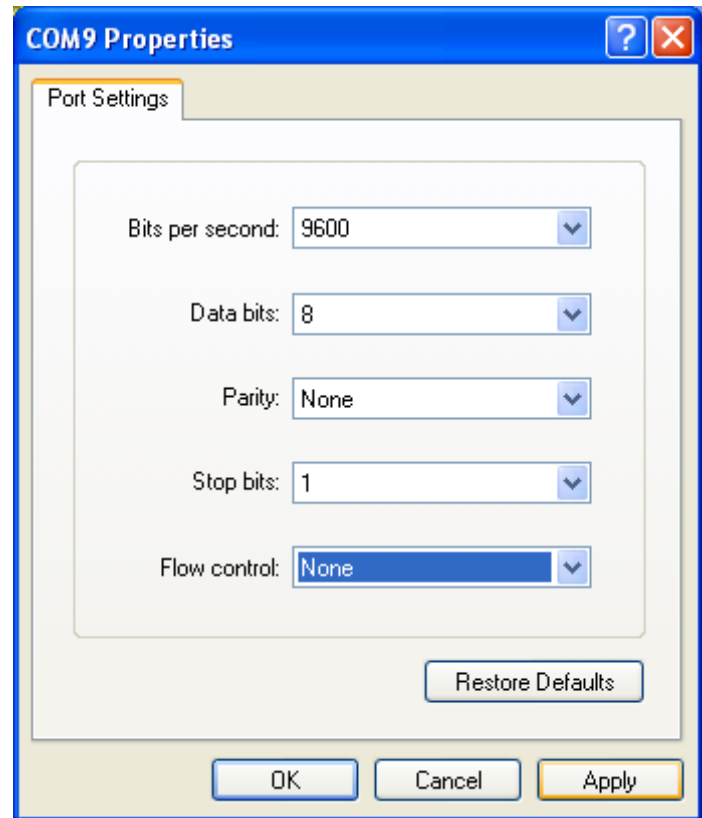 COM9 Properties
Port Settings
Bits per second: 9600
Data bits: 8
Parity: None
Stop bits: 1
Flow control: None
Restore Defaults
OK Cancel Apply